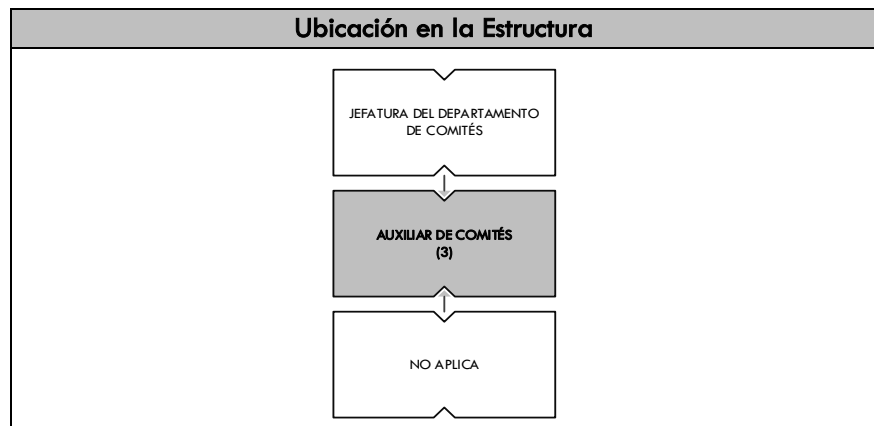 Ubicación en la Estructura
JEFATURA DEL DEPARTAMENTO
DE COMITÉS
AUXILIAR DE COMITÉS
(3)
NO APLICA